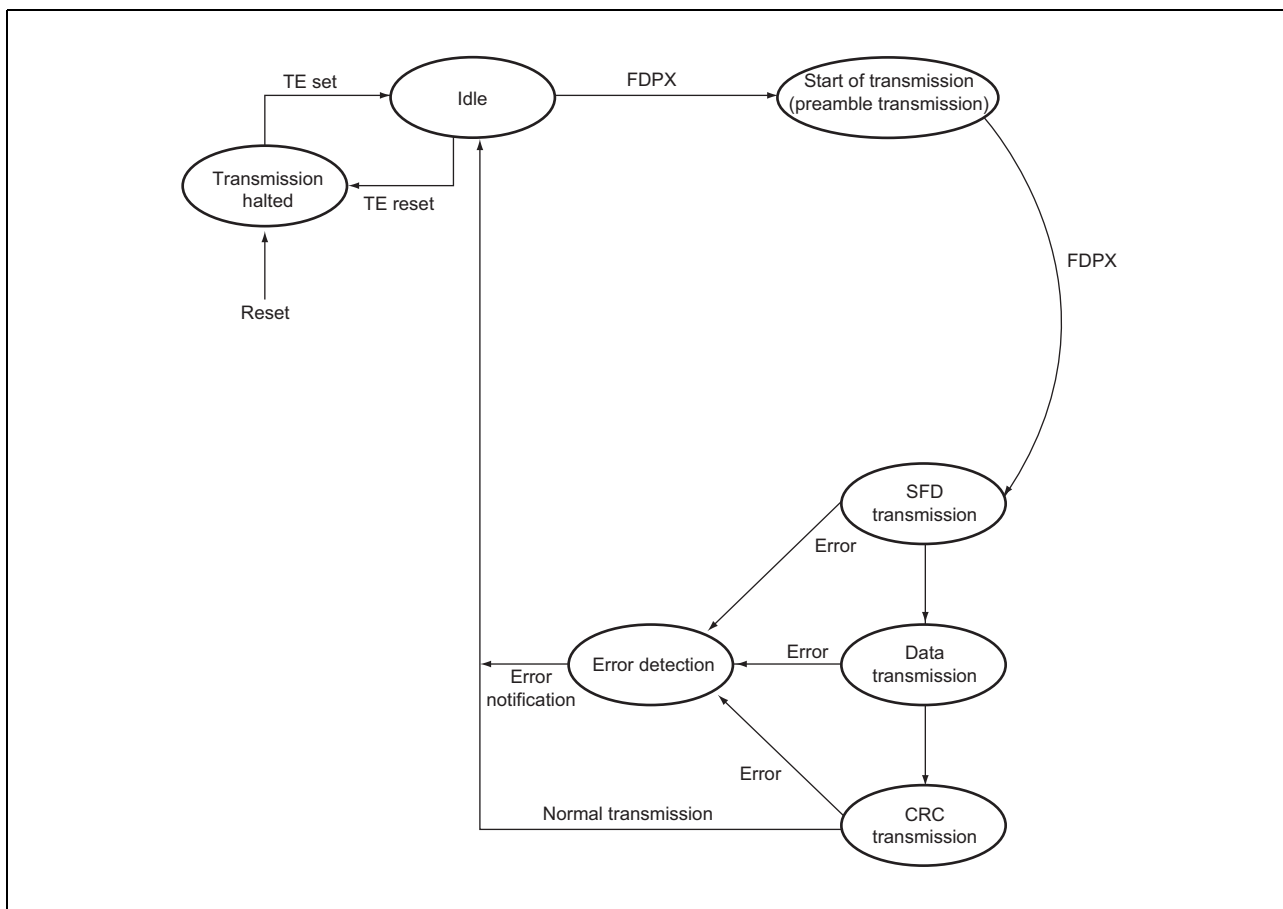 TE set
Idle
FDPX
Start of transmission
(preamble transmission)
Transmission
halted
TE reset
FDPX
Reset
SFD
transmission
Error
Error detection
Error
notification
Error
Data
transmission
Error
Normal transmission
CRC
transmission